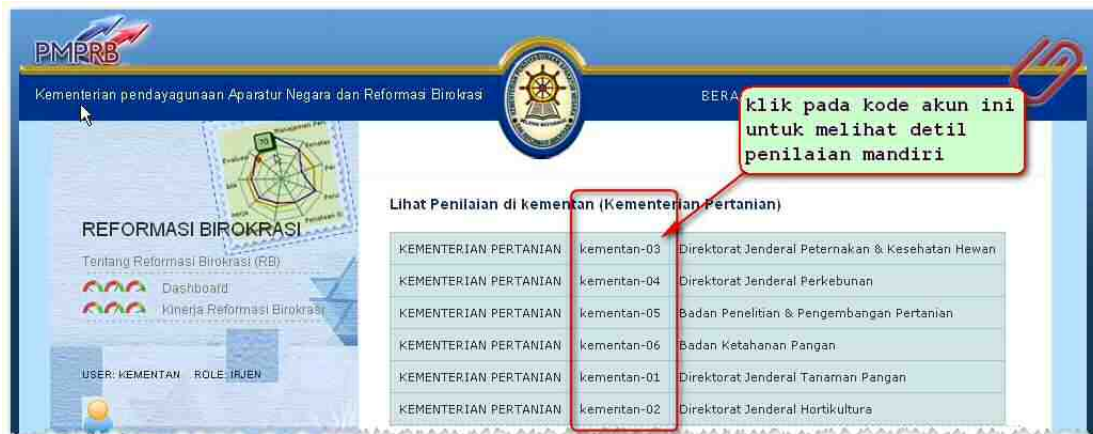 PMPRB
Kementerian pendayagunaan Aparatur Negara dan Reformasi Birokrasi
BERA
klik pada kode akun ini
untuk melihat detil
penilaian mandiri
REFORMASI BIROKRASI
Tentang Reformasi Birokrasi (RB)
Dashboard
Kinerja Reformasi Birokrasi
USER: KEMENTAN ROLE: IRJEN
Lihat Penilaian di kementan (Kementerian Pertanian)
KEMENTERIAN PERTANIAN kementan-03 Direktorat Jenderal Peternakan & Kesehatan Hewan
KEMENTERIAN PERTANIAN kementan-04 Direktorat Jenderal Perkebunan
KEMENTERIAN PERTANIAN kementan-05 Badan Penelitian & Pengembangan Pertanian
KEMENTERIAN PERTANIAN kementan-06 Badan Ketahanan Pangan
KEMENTERIAN PERTANIAN kementan-01 Direktorat Jenderal Tanaman Pangan
KEMENTERIAN PERTANIAN kementan-02 Direktorat Jenderal Hortikultura